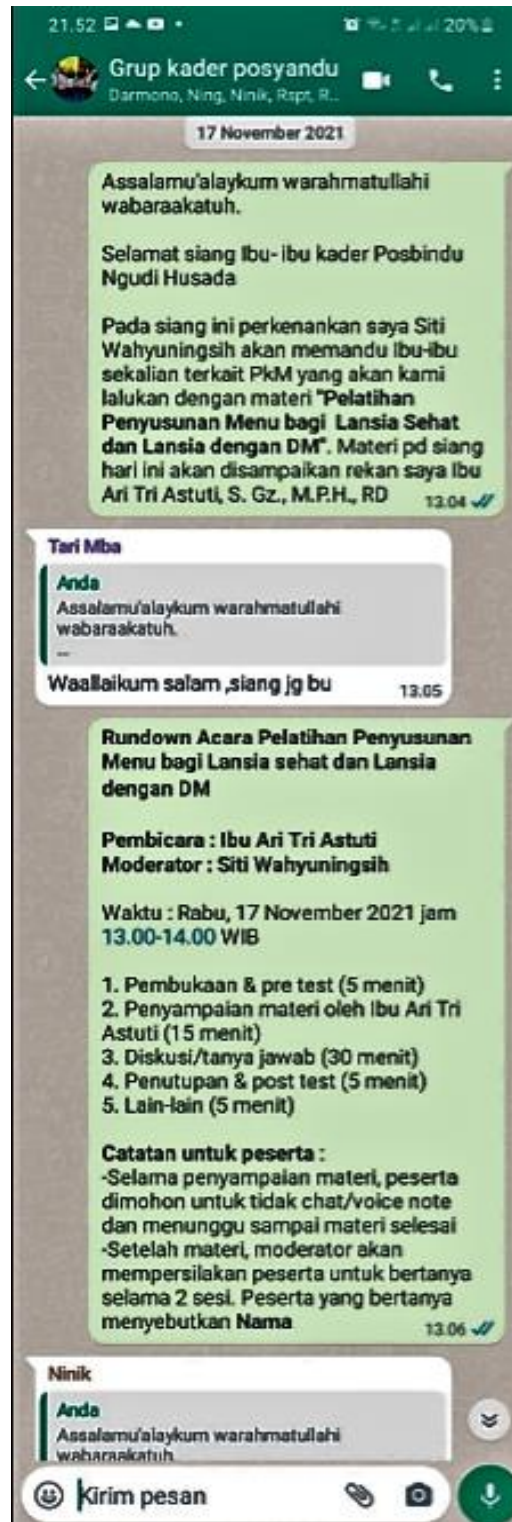 21.52
20%
Grup kader posyandu
Darmono, Ning, Ninik, Rspt, R...
17 November 2021
Assalamu'alaykum warahmatullahi
wabaraakatuh.
Selamat siang Ibu- ibu kader Posbindu
Ngudi Husada
Pada siang ini perkenankan saya Siti
Wahyuningsih akan memandu Ibu-ibu
sekalian terkait PkM yang akan kami
lalukan dengan materi "Pelatihan
Penyusunan Menu bagi Lansia Sehat
dan Lansia dengan DM". Materi pd siang
hari ini akan disampaikan rekan saya Ibu
Ari Tri Astuti, S. Gz., M.P.H., RD
13.04
Tari Mba
Anda
Assalamu'alaykum warahmatullahi
wabaraakatuh.
...
Waallaikum salam ,siang jg bu
13.05
Rundown Acara Pelatihan Penyusunan
Menu bagi Lansia sehat dan Lansia
dengan DM
Pembicara : Ibu Ari Tri Astuti
Moderator : Siti Wahyuningsih
Waktu : Rabu, 17 November 2021 jam
13.00-14.00 WIB
1. Pembukaan & pre test (5 menit)
2. Penyampaian materi oleh Ibu Ari Tri
Astuti (15 menit)
3. Diskusi/tanya jawab (30 menit)
4. Penutupan & post test (5 menit)
5. Lain-lain (5 menit)
Catatan untuk peserta :
-Selama penyampaian materi, peserta
dimohon untuk tidak chat/voice note
dan menunggu sampai materi selesai
-Setelah materi, moderator akan
mempersilakan peserta untuk bertanya
selama 2 sesi. Peserta yang bertanya
menyebutkan Nama
13.06
Ninik
Anda
Assalamu'alaykum warahmatullahi
wabaraakatuh
Kirim pesan